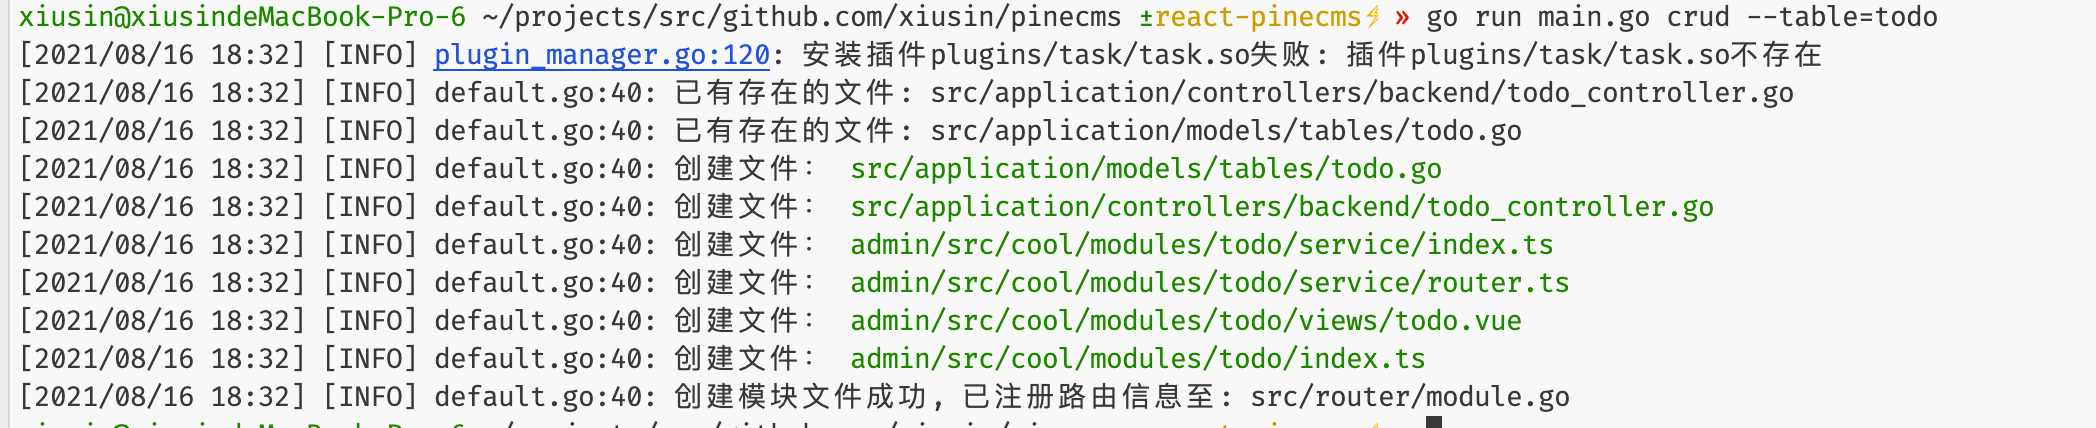 xiusin@xiusindeMacBook-Pro-6 ~/projects/src/github.com/xiusin/pinecms ±react-pinecms⚡ » go run main.go crud --table=todo
[2021/08/16 18:32] [INFO] plugin_manager.go:120: 安装插件plugins/task/task.so失败: 插件plugins/task/task.so不存在
[2021/08/16 18:32] [INFO] default.go:40: 已有存在的文件: src/application/controllers/backend/todo_controller.go
[2021/08/16 18:32] [INFO] default.go:40: 已有存在的文件: src/application/models/tables/todo.go
[2021/08/16 18:32] [INFO] default.go:40: 创建文件: src/application/models/tables/todo.go
[2021/08/16 18:32] [INFO] default.go:40: 创建文件: src/application/controllers/backend/todo_controller.go
[2021/08/16 18:32] [INFO] default.go:40: 创建文件: admin/src/cool/modules/todo/service/index.ts
[2021/08/16 18:32] [INFO] default.go:40: 创建文件: admin/src/cool/modules/todo/service/router.ts
[2021/08/16 18:32] [INFO] default.go:40: 创建文件: admin/src/cool/modules/todo/views/todo.vue
[2021/08/16 18:32] [INFO] default.go:40: 创建文件: admin/src/cool/modules/todo/index.ts
[2021/08/16 18:32] [INFO] default.go:40: 创建模块文件成功, 已注册路由信息至: src/router/module.go